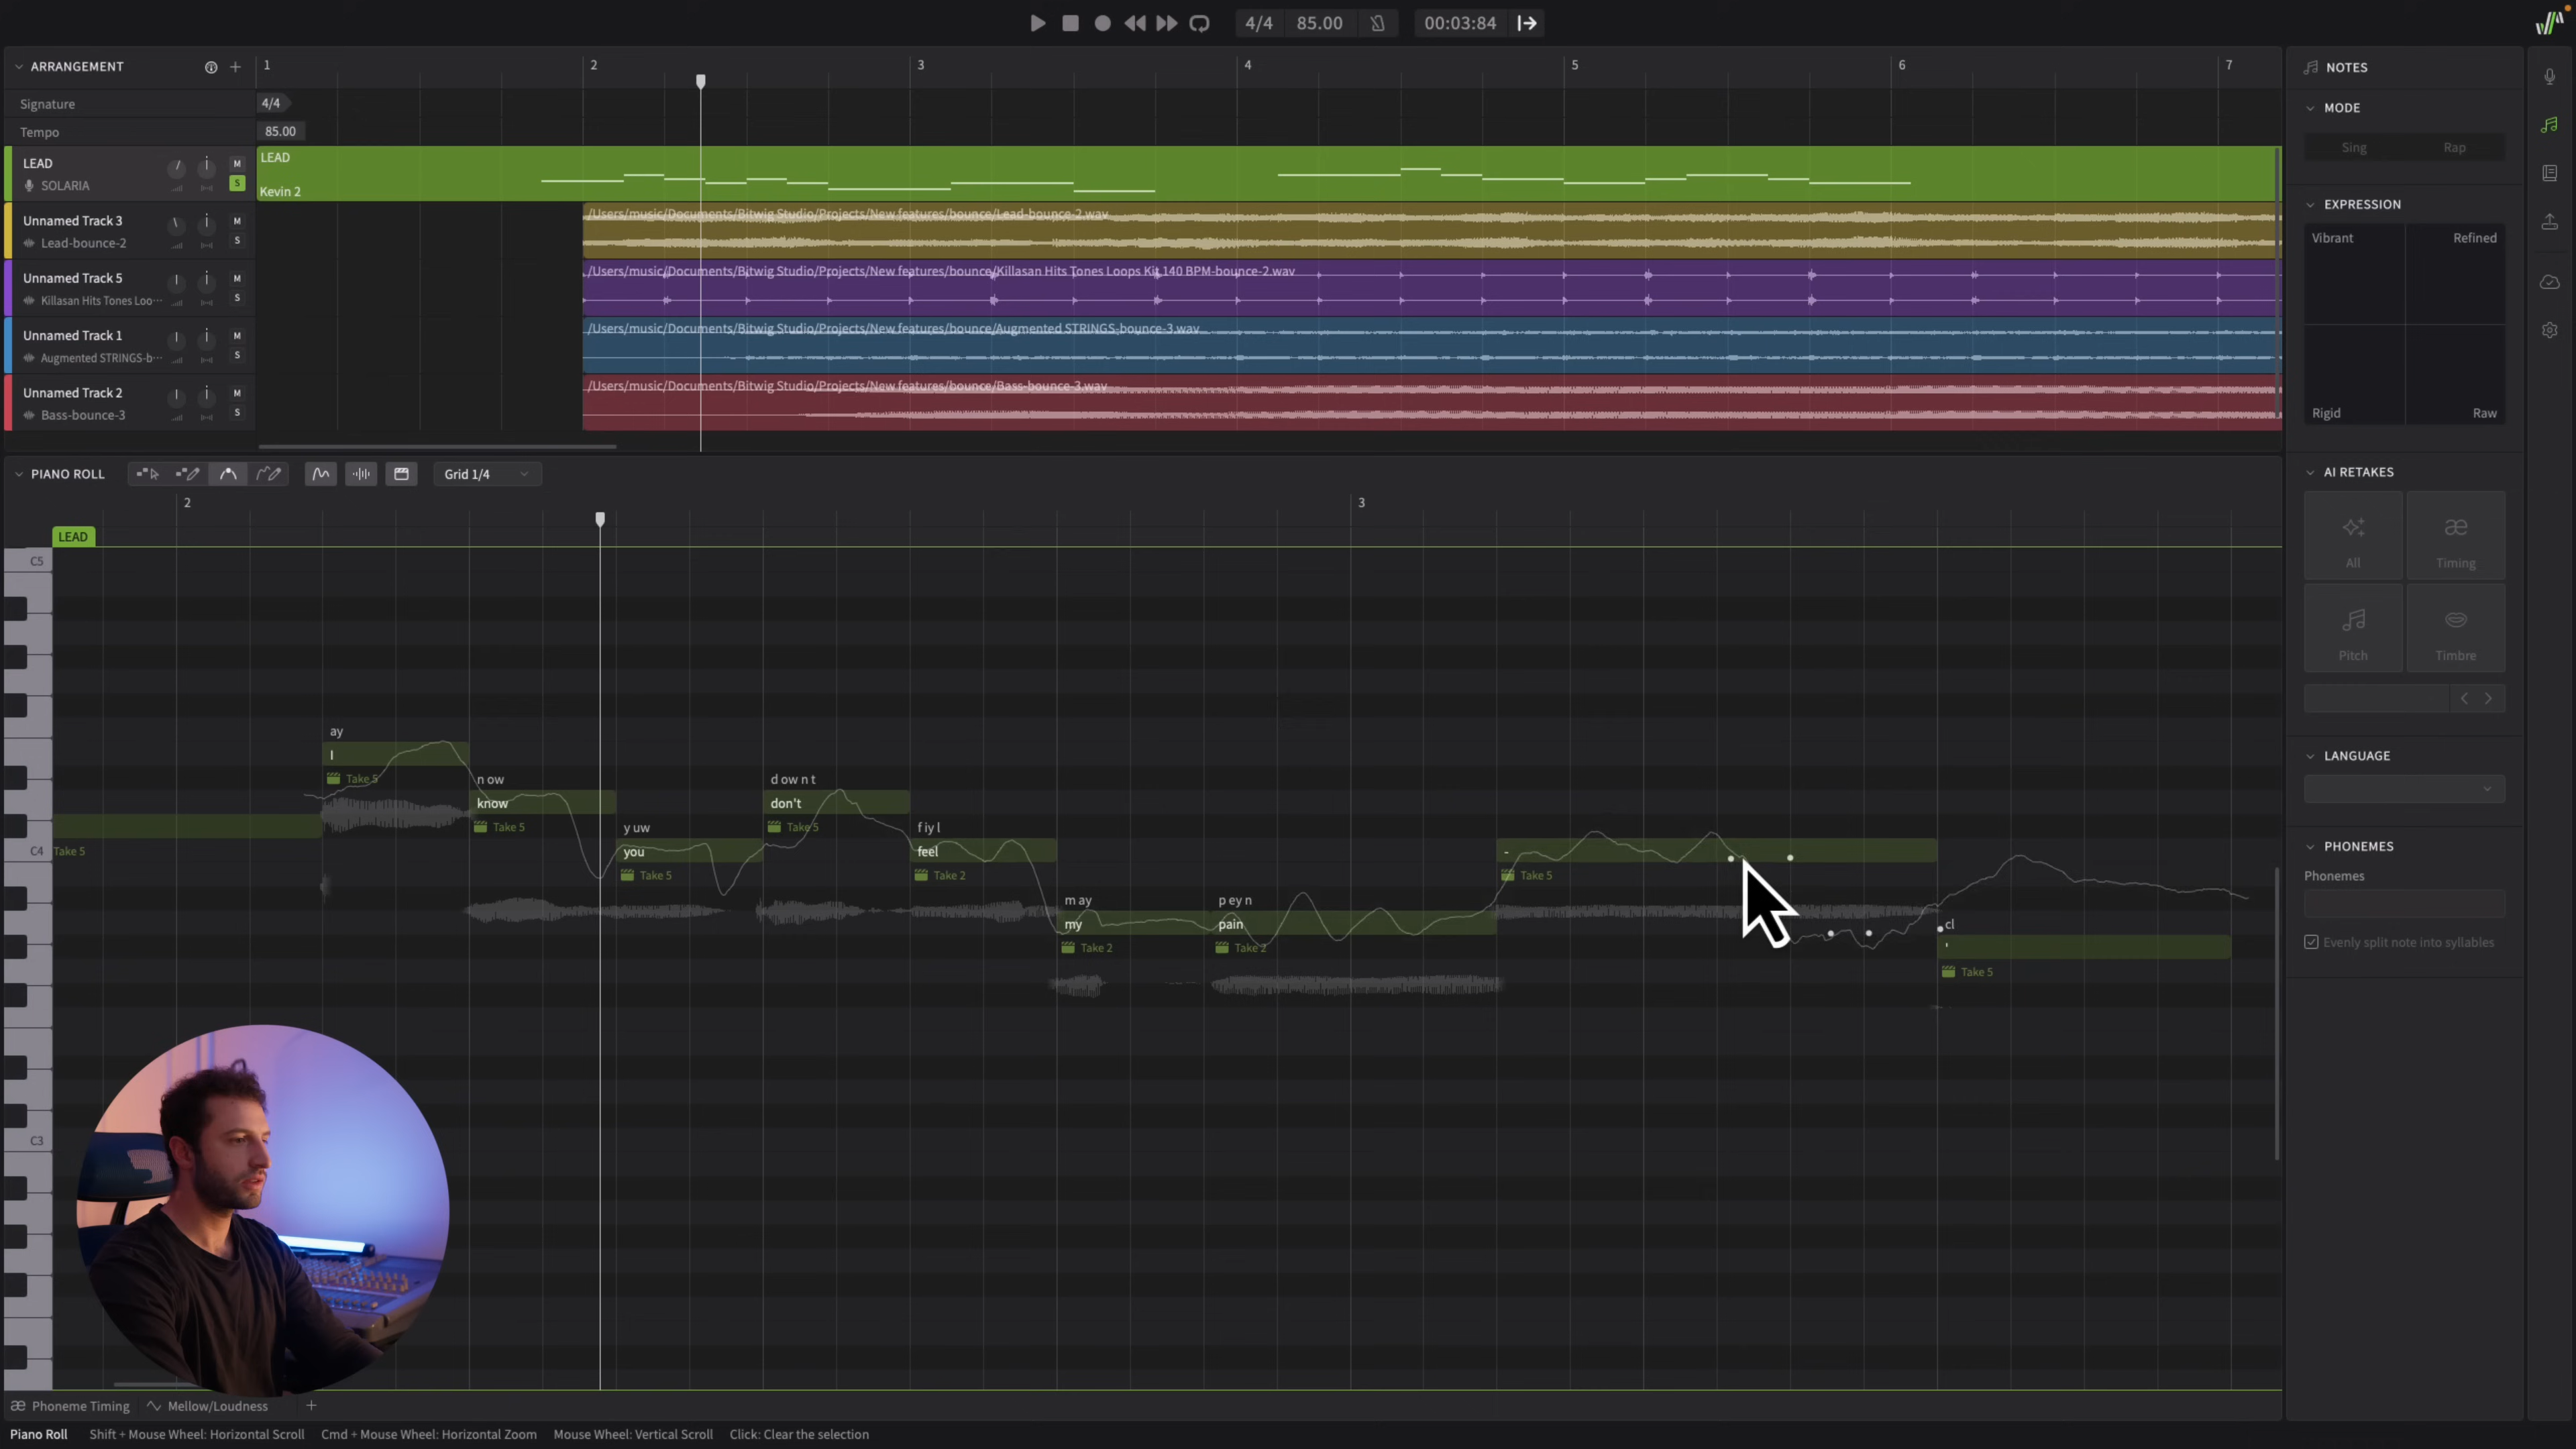 4/4 85.00 00:03:84
ARRANGEMENT
1 2 3 4 5 6 7
Signature 4/4
Tempo 85.00
LEAD M
SOLARIA S
LEAD
Kevin 2
Unnamed Track 3 M
Lead-bounce-2 S
/Users/music/Documents/Bitwig Studio/Projects/New features/bounce/Lead-bounce-2.wav
Unnamed Track 5 M
Killasan Hits Tones Loo··· S
/Users/music/Documents/Bitwig Studio/Projects/New features/bounce/Killasan Hits Tones Loops Kit 140 BPM-bounce-2.wav
Unnamed Track 1 M
Augmented STRINGS-b··· S
/Users/music/Documents/Bitwig Studio/Projects/New features/bounce/Augmented STRINGS-bounce-3.wav
Unnamed Track 2 M
Bass-bounce-3 S
/Users/music/Documents/Bitwig Studio/Projects/New features/bounce/Bass-bounce-3.wav
PIANO ROLL Grid 1/4
2 3
LEAD
C5
ay
I
Take 5
n ow
know
Take 5
d ow n t
don't
Take 5
C4 Take 5
y uw
you
Take 5
f iy l
feel
Take 2
-
Take 5
m ay
my
Take 2
p ey n
pain
Take 2
cl
'
Take 5
C3
æ Phoneme Timing Mellow/Loudness +
Piano Roll Shift + Mouse Wheel: Horizontal Scroll Cmd + Mouse Wheel: Horizontal Zoom Mouse Wheel: Vertical Scroll Click: Clear the selection
NOTES
MODE
Sing Rap
EXPRESSION
Vibrant Refined
Rigid Raw
AI RETAKES
All
æ
Timing
Pitch Timbre
LANGUAGE
PHONEMES
Phonemes
Evenly split note into syllables